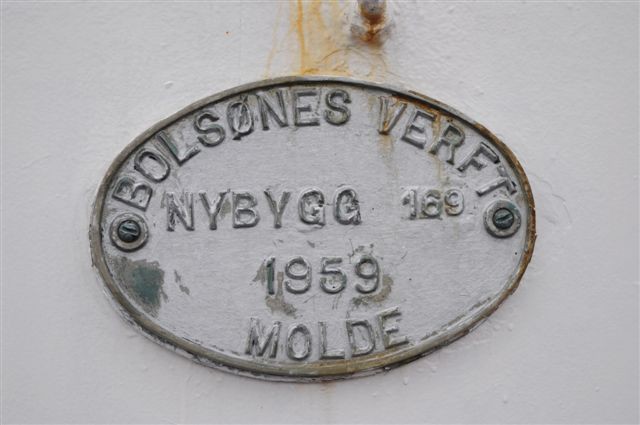 BOLSØNES VERFT
NYBYGG 169
1959
MOLDE